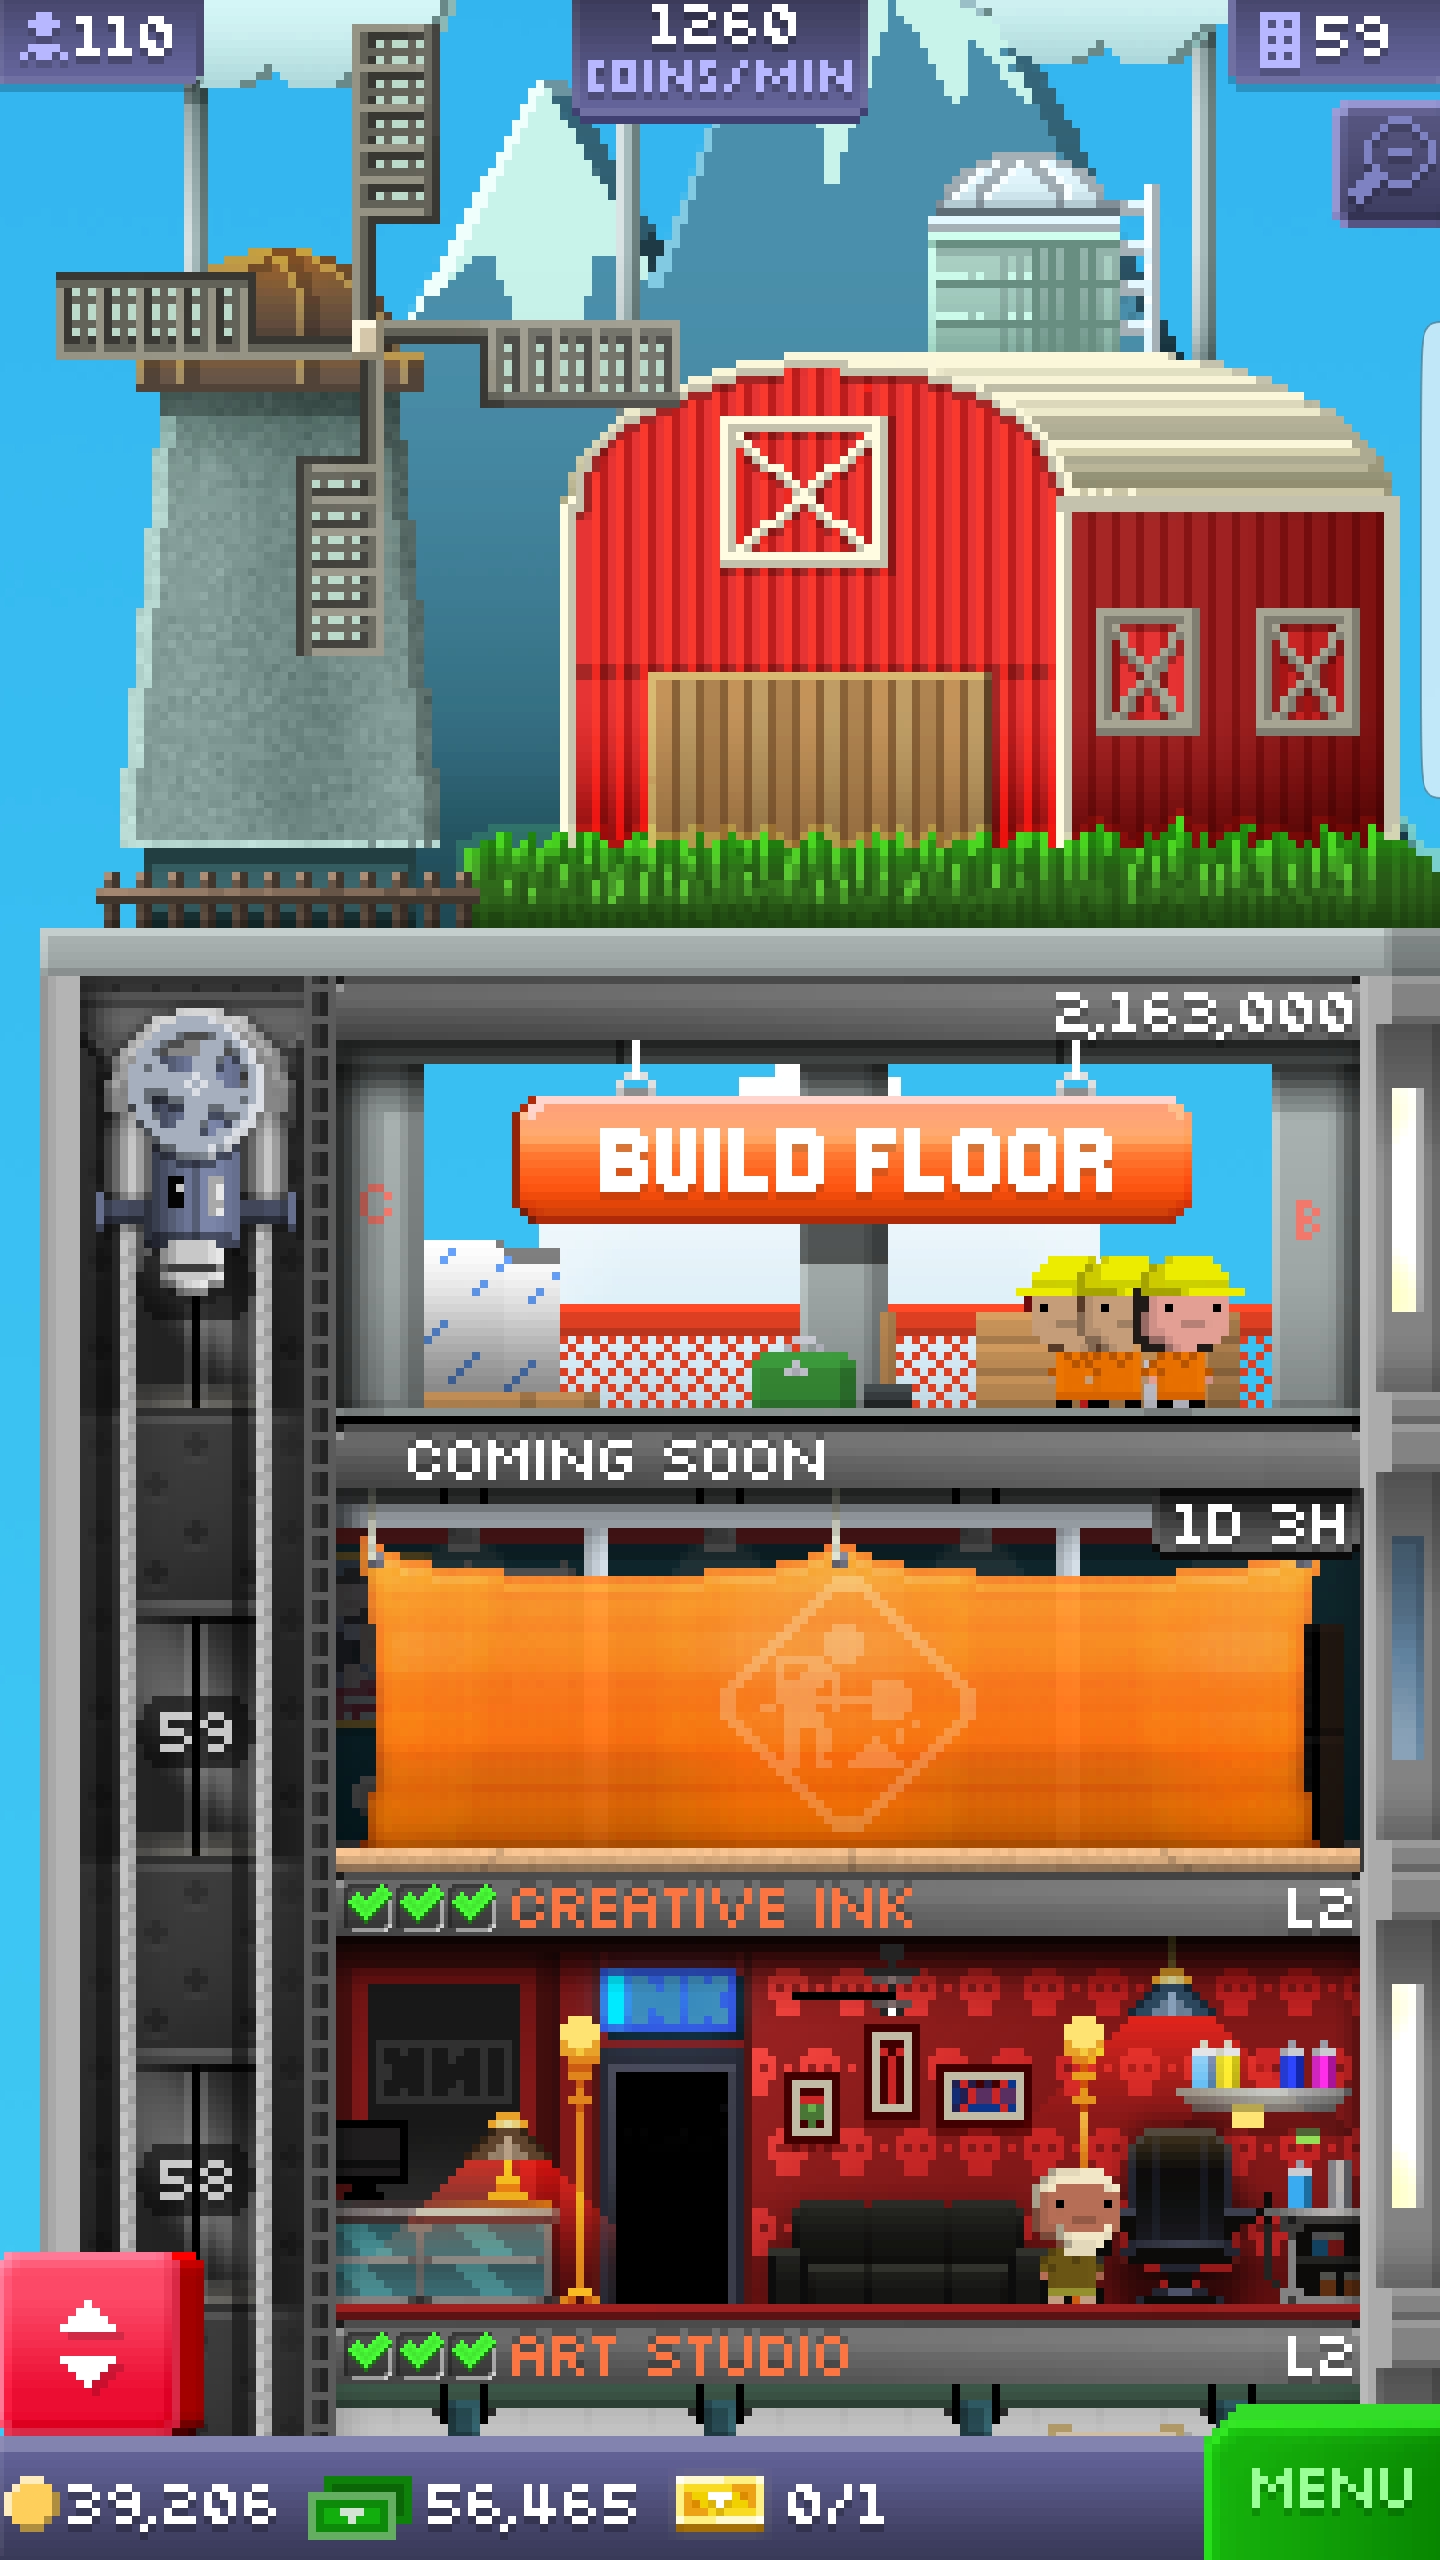 110
1260
COINS/MIN
59
2,163,000
C
BUILD FLOOR
B
COMING SOON
1D 3H
59
CREATIVE INK L2
INK
INK
58
ART STUDIO L2
39,206 56,465 0/1
MENU